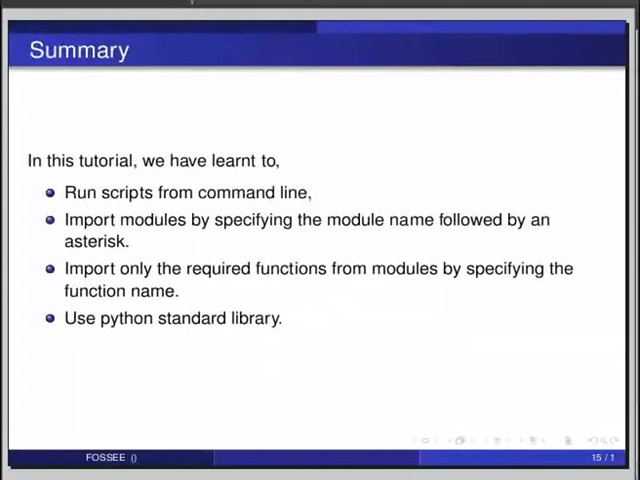 Summary
In this tutorial, we have learnt to,
Run scripts from command line,
Import modules by specifying the module name followed by an
asterisk.
Import only the required functions from modules by specifying the
function name.
Use python standard library.
FOSSEE ()
15 / 1